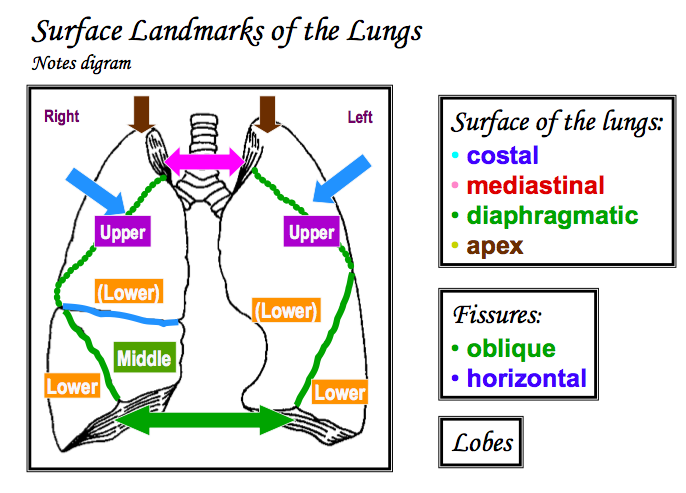 Surface Landmarks of the Lungs
Notes digram
Right
Left
Upper
Upper
(Lower)
(Lower)
Middle
Lower
Lower
Surface of the lungs:
• costal
• mediastinal
• diaphragmatic
• apex
Fissures:
• oblique
• horizontal
Lobes